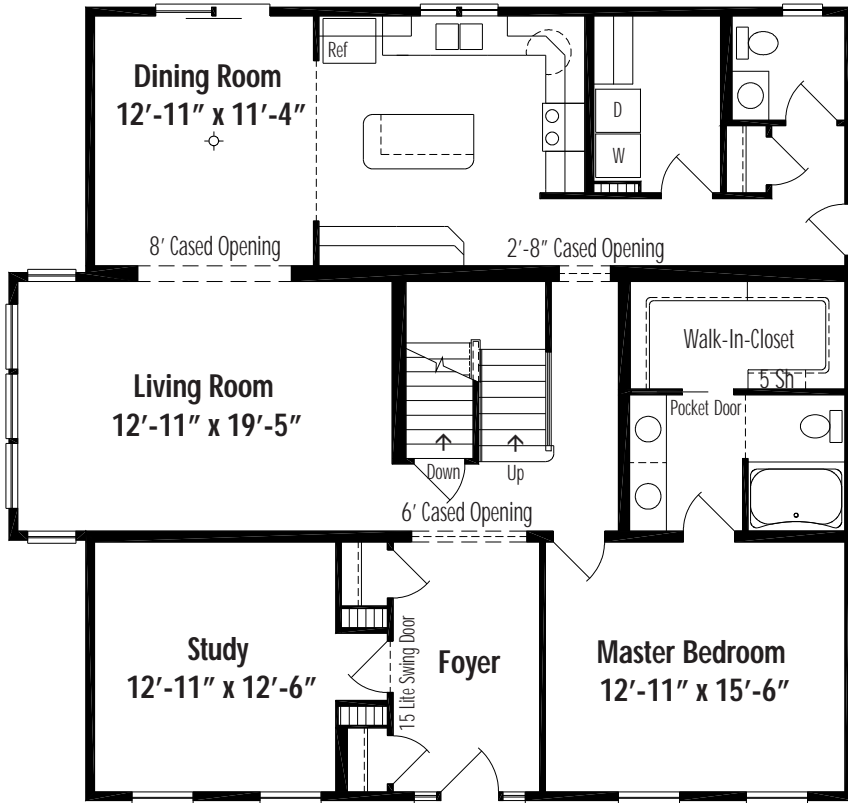 Ref
Dining Room
12′-11″ x 11′-4″
D
W
8′ Cased Opening
2′-8″ Cased Opening
Walk-In-Closet
5 Sh
Living Room
12′-11″ x 19′-5″
Pocket Door
Down
Up
6′ Cased Opening
15 Lite Swing Door
Study
12′-11″ x 12′-6″
Foyer
Master Bedroom
12′-11″ x 15′-6″